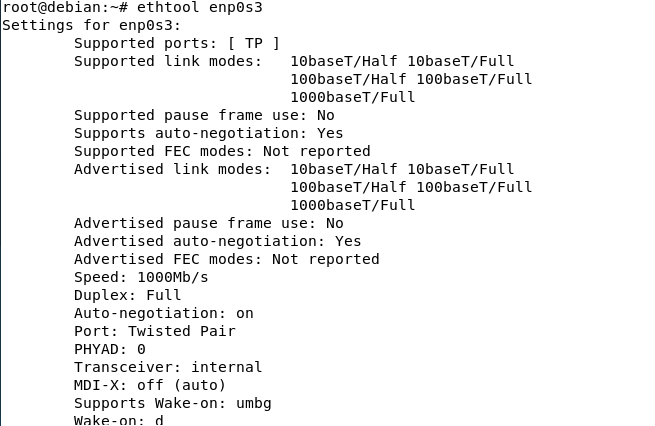 root@debian:~# ethtool enp0s3
Settings for enp0s3:
Supported ports: [ TP ]
Supported link modes: 10baseT/Half 10baseT/Full
100baseT/Half 100baseT/Full
1000baseT/Full
Supported pause frame use: No
Supports auto-negotiation: Yes
Supported FEC modes: Not reported
Advertised link modes: 10baseT/Half 10baseT/Full
100baseT/Half 100baseT/Full
1000baseT/Full
Advertised pause frame use: No
Advertised auto-negotiation: Yes
Advertised FEC modes: Not reported
Speed: 1000Mb/s
Duplex: Full
Auto-negotiation: on
Port: Twisted Pair
PHYAD: 0
Transceiver: internal
MDI-X: off (auto)
Supports Wake-on: umbg
Wake-on: d